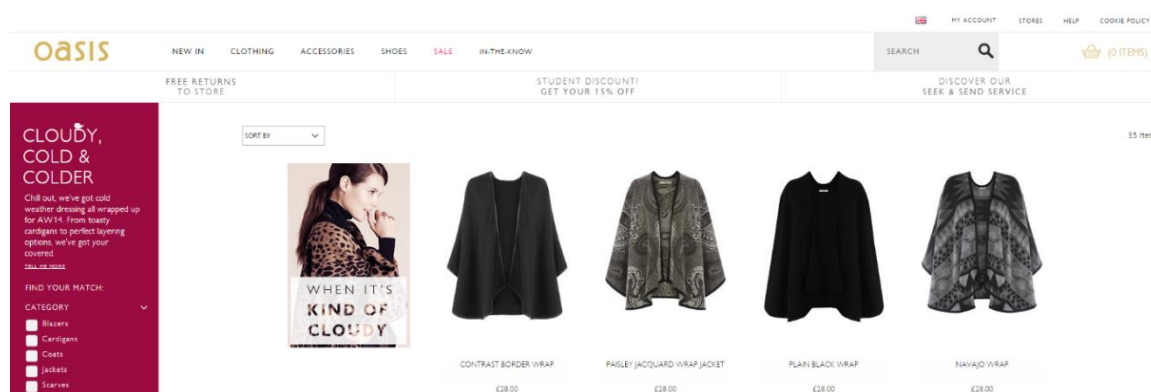 MY ACCOUNT STORES HELP COOKIE POLICY
oasis NEW IN CLOTHING ACCESSORIES SHOES SALE IN-THE-KNOW SEARCH (0 ITEMS)
FREE RETURNS
TO STORE
STUDENT DISCOUNT!
GET YOUR 15% OFF
DISCOVER OUR
SEEK & SEND SERVICE
CLOUDY,
COLD &
COLDER
Chill out, we've got cold
weather dressing all wrapped up
for AW14. From toasty
cardigans to perfect layering
options, we've got your
covered
TELL ME MORE
FIND YOUR MATCH:
CATEGORY
Blazers
Cardigans
Coats
Jackets
Scarves
SORT BY
35 Iter
WHEN IT'S
KIND OF
CLOUDY
CONTRAST BORDER WRAP
£28.00
PAISLEY JACQUARD WRAP JACKET
£28.00
PLAIN BLACK WRAP
£28.00
NAVAJO WRAP
£28.00